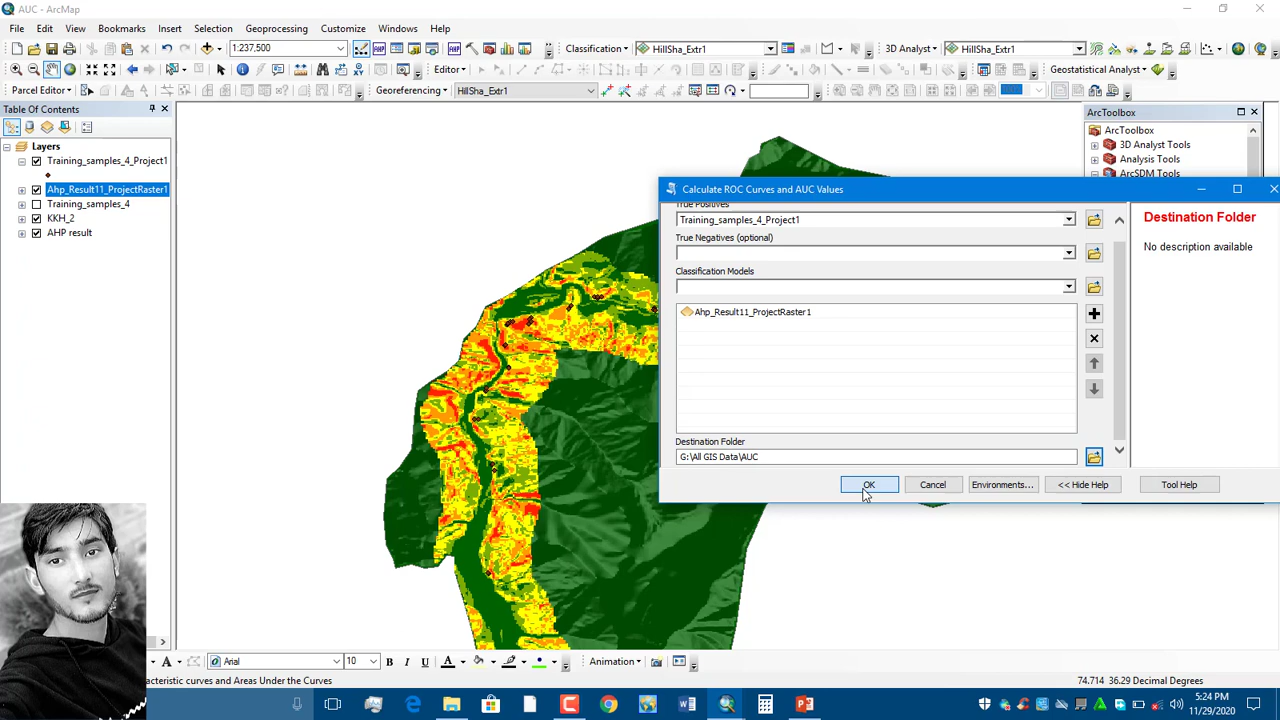 AUC - ArcMap
File Edit View Bookmarks Insert Selection Geoprocessing Customize Windows Help
1:237,500 Classification HillSha_Extr1 3D Analyst HillSha_Extr1
Editor Geostatistical Analyst
Parcel Editor Georeferencing HillSha_Extr1
Table Of Contents
Layers
Training_samples_4_Project1
Ahp_Result11_ProjectRaster1
Training_samples_4
KKH_2
AHP result
ArcToolbox
ArcToolbox
3D Analyst Tools
Analysis Tools
ArcSDM Tools
Calculate ROC Curves and AUC Values
True Positives
Training_samples_4_Project1
True Negatives (optional)
Classification Models
Ahp_Result11_ProjectRaster1
Destination Folder
G:\All GIS Data\AUC
OK Cancel Environments... << Hide Help Tool Help
Destination Folder
No description available
A Arial 10 B I U A Animation
acteristic curves and Areas Under the Curves
74.714 36.29 Decimal Degrees
5:24 PM
11/29/2020